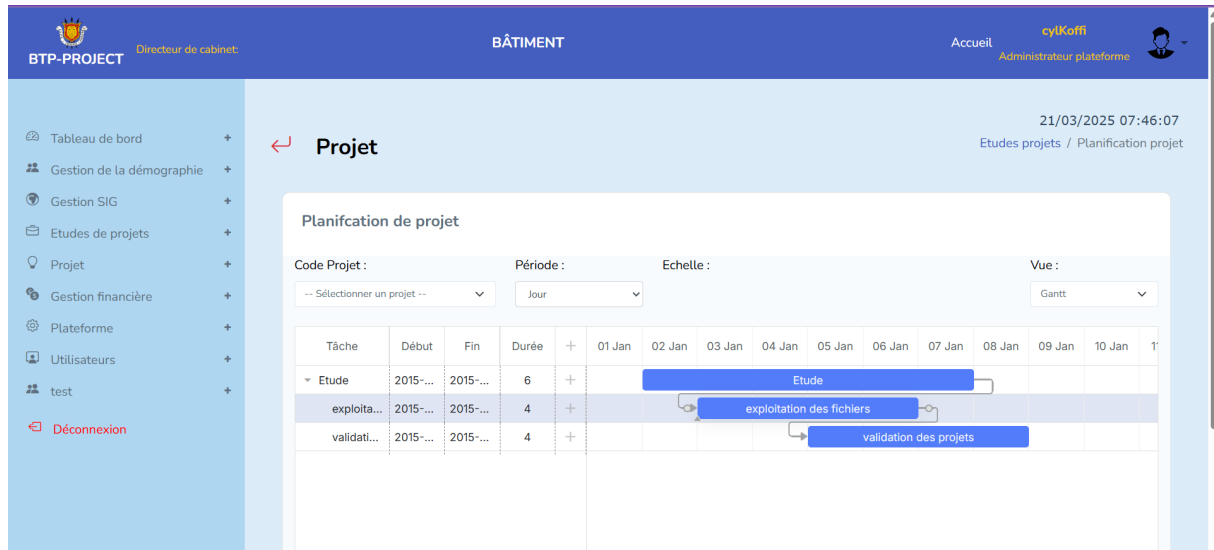 BTP-PROJECT
Directeur de cabinet:
BÂTIMENT
Accueil
cylKoffi
Administrateur plateforme
Tableau de bord +
Gestion de la démographie +
Gestion SIG +
Etudes de projets +
Projet +
Gestion financière +
Plateforme +
Utilisateurs +
test +
Déconnexion
21/03/2025 07:46:07
Projet
Etudes projets / Planification projet
Planifcation de projet
Code Projet : Période : Echelle : Vue :
-- Sélectionner un projet -- Jour Gantt
Tâche Début Fin Durée + 01 Jan 02 Jan 03 Jan 04 Jan 05 Jan 06 Jan 07 Jan 08 Jan 09 Jan 10 Jan 11
Etude 2015-... 2015-... 6 + Etude
exploita... 2015-... 2015-... 4 + exploitation des fichiers
validati... 2015-... 2015-... 4 + validation des projets